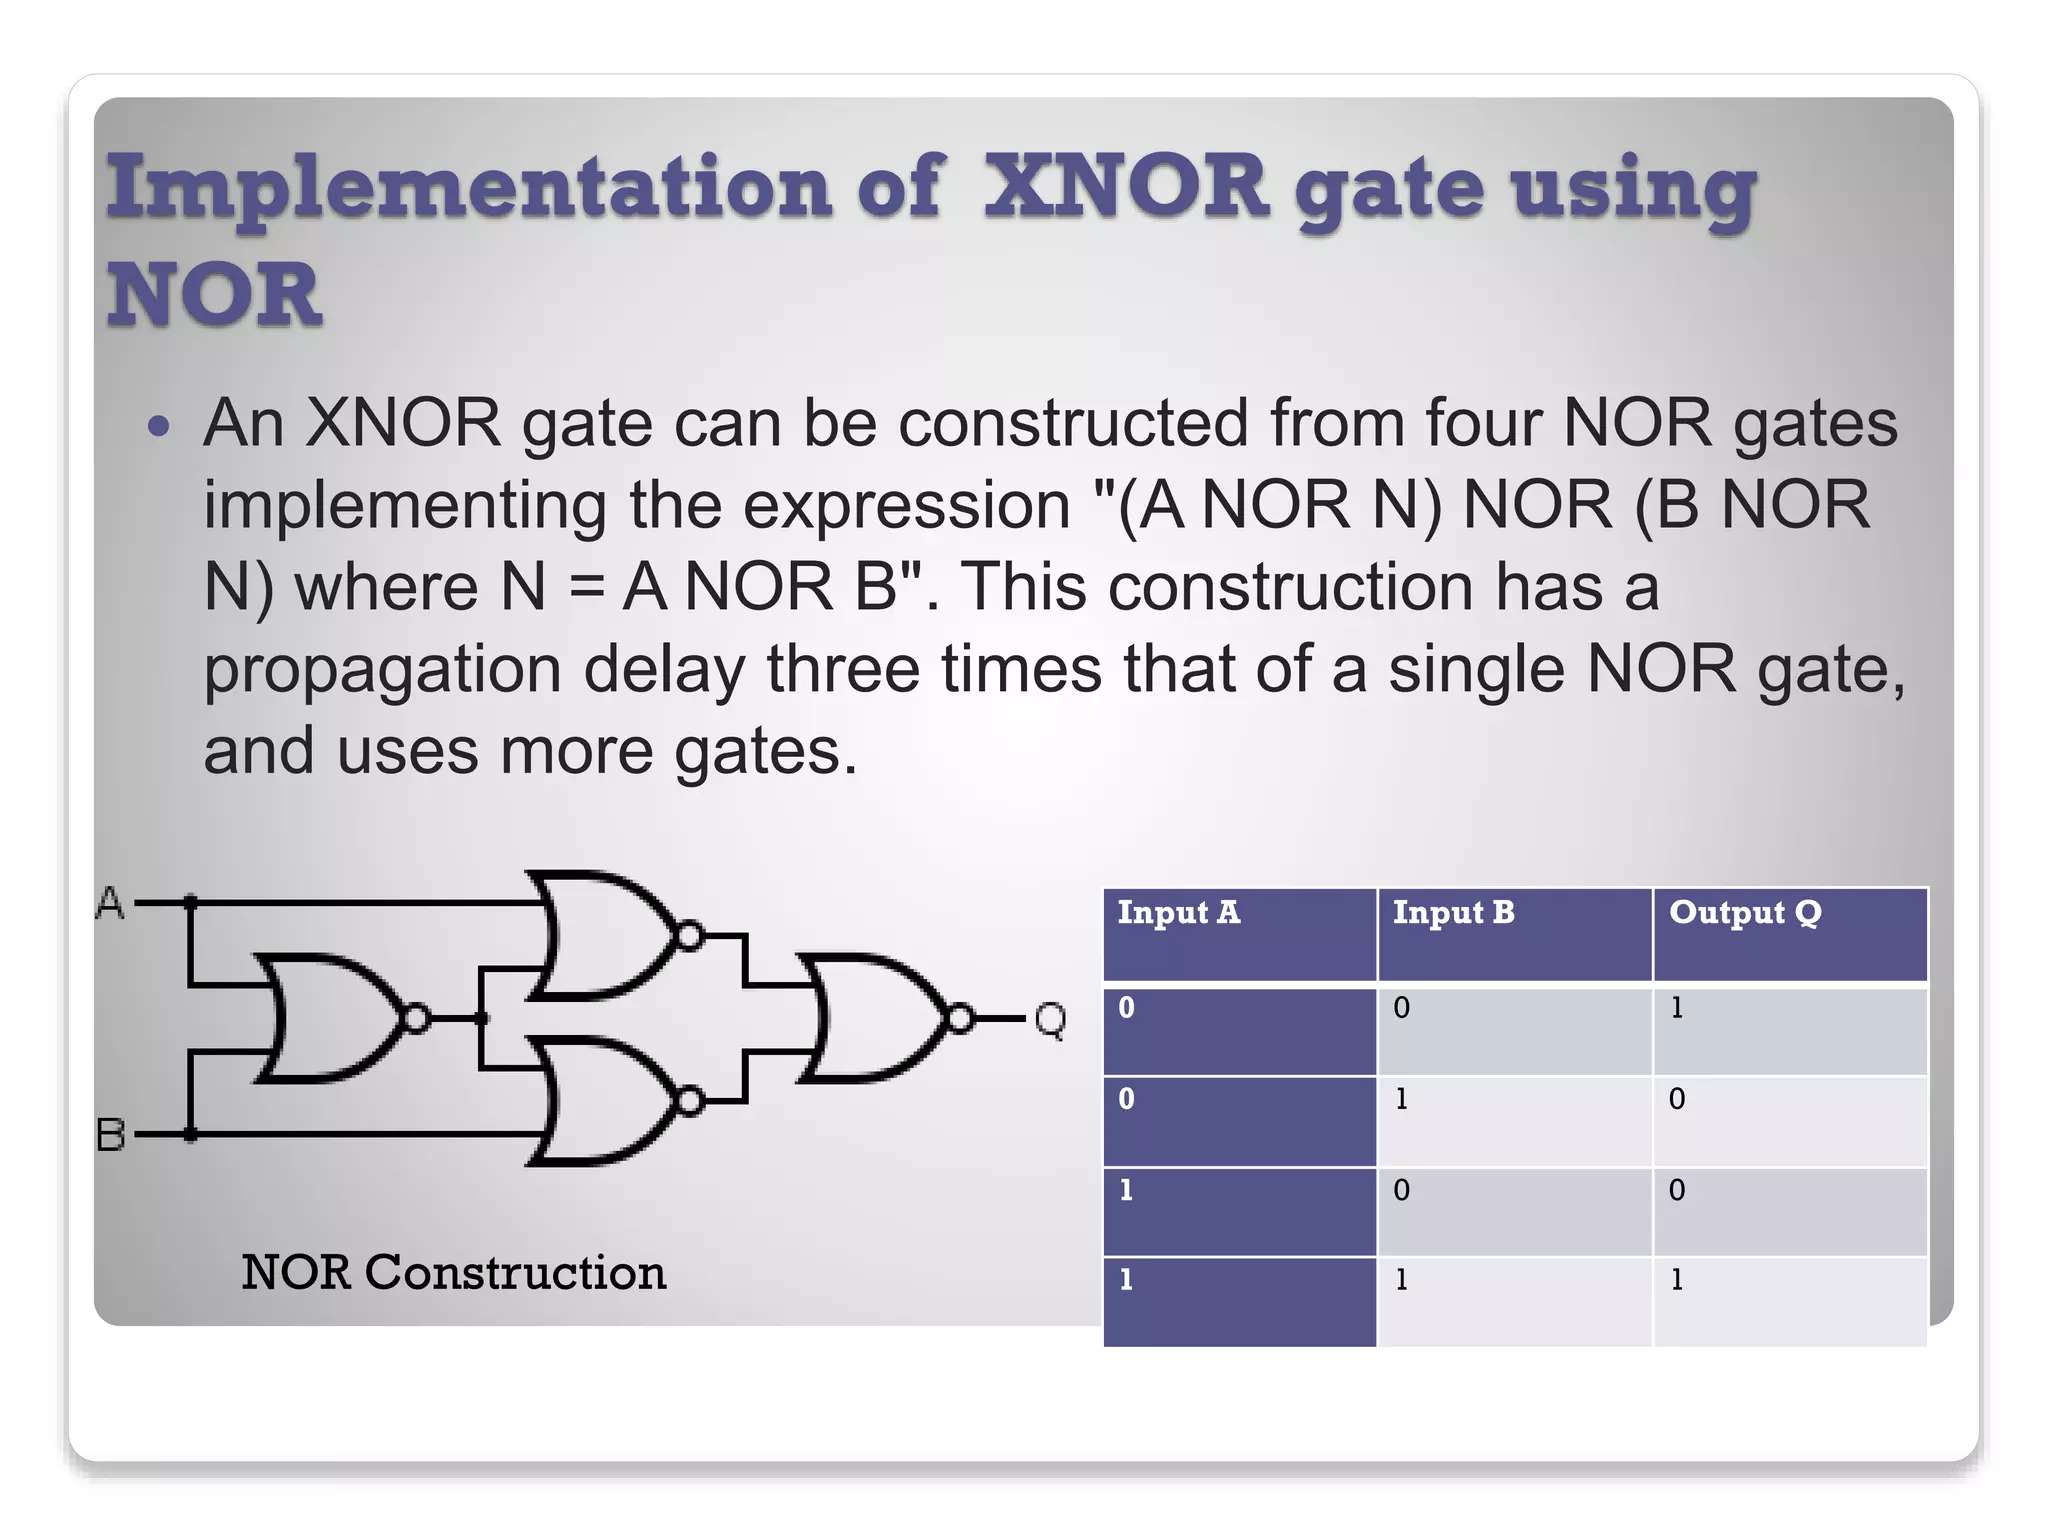 Implementation of XNOR gate using
NOR
• An XNOR gate can be constructed from four NOR gates
implementing the expression "(A NOR N) NOR (B NOR
N) where N = A NOR B". This construction has a
propagation delay three times that of a single NOR gate,
and uses more gates.
A
B
Q
NOR Construction
Input A Input B Output Q
0 0 1
0 1 0
1 0 0
1 1 1